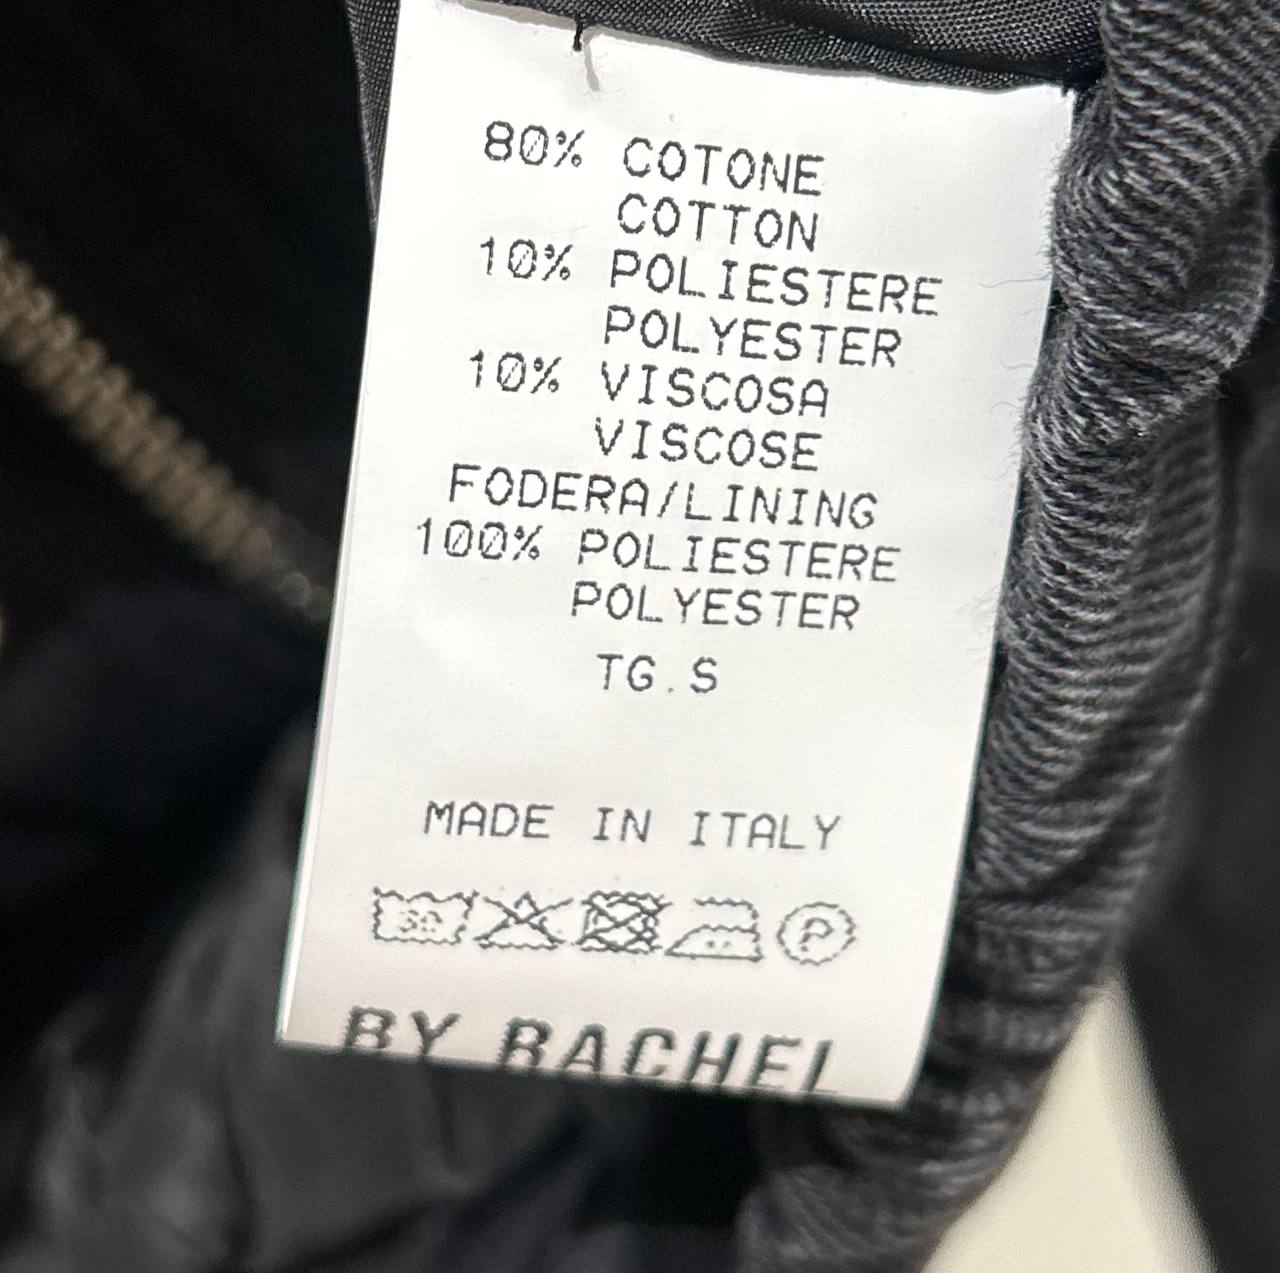 80% COTONE
COTTON
10% POLIESTERE
POLYESTER
10% VISCOSA
VISCOSE
FODERA/LINING
100% POLIESTERE
POLYESTER
TG.S
MADE IN ITALY
30 P
BY RACHEL